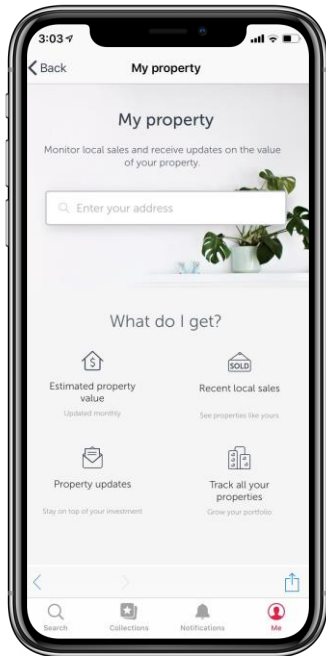 3:03
Back
My property
My property
Monitor local sales and receive updates on the value
of your property.
Enter your address
What do I get?
Estimated property
value
Updated monthly
SOLD
Recent local sales
See properties like yours
Property updates
Stay on top of your investment
Track all your
properties
Grow your portfolio
Search
Collections
Notifications
Me